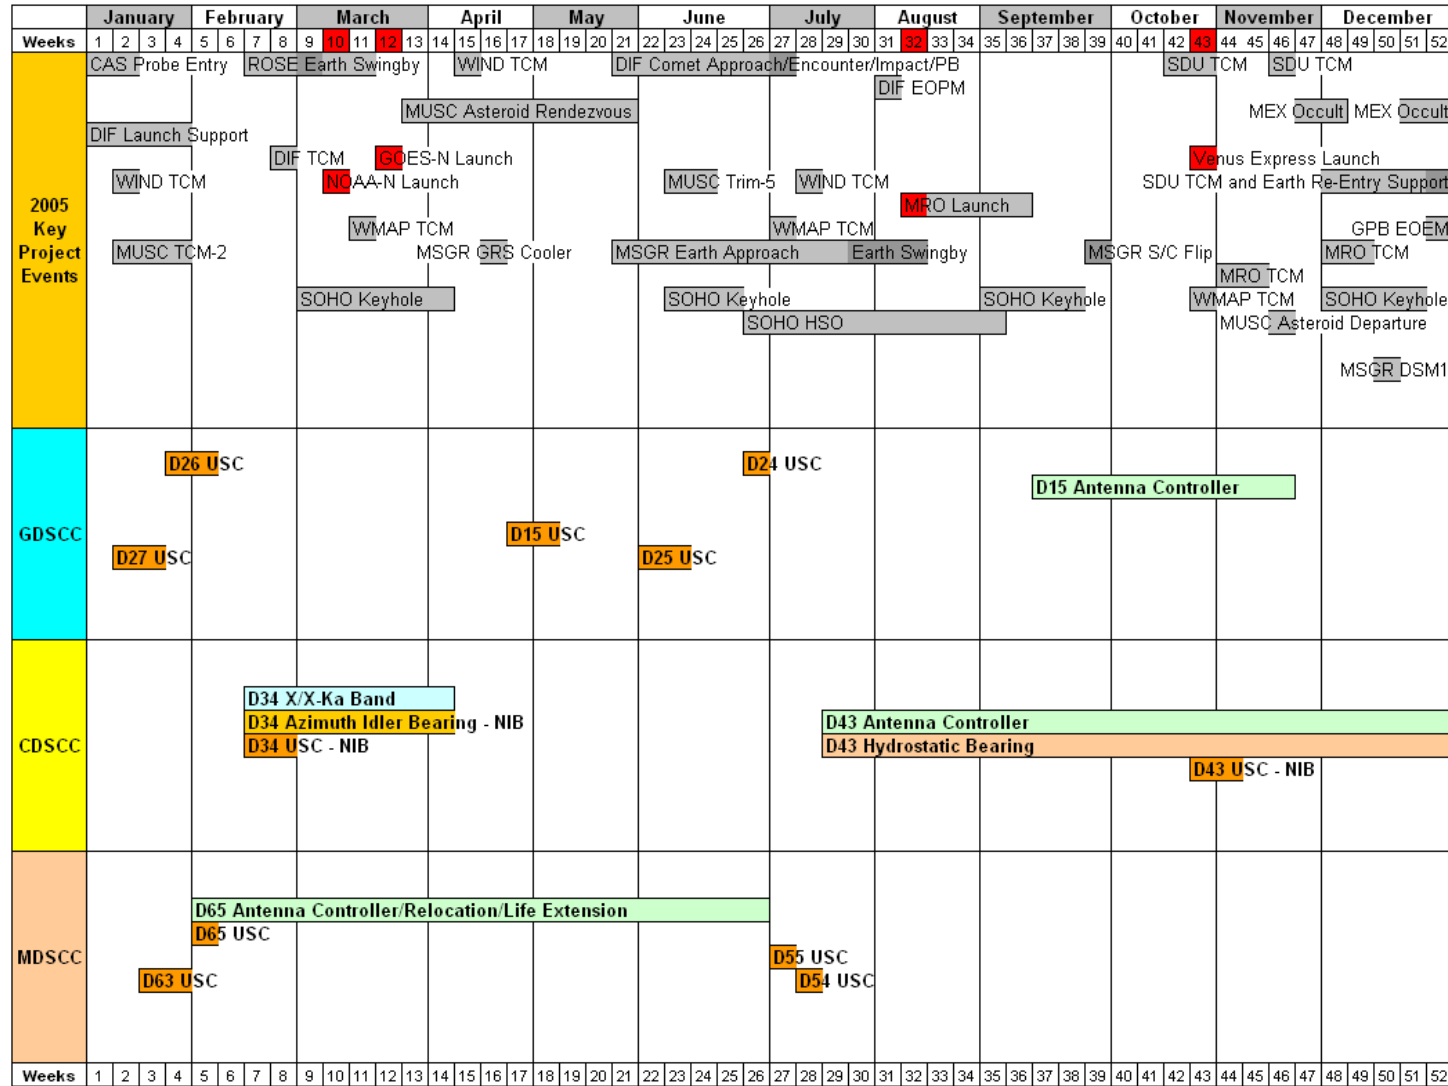 January February March April May June July August September October November December
Weeks 1 2 3 4 5 6 7 8 9 10 11 12 13 14 15 16 17 18 19 20 21 22 23 24 25 26 27 28 29 30 31 32 33 34 35 36 37 38 39 40 41 42 43 44 45 46 47 48 49 50 51 52
2005 Key Project Events
CAS Probe Entry ROSE Earth Swingby WIND TCM DIF Comet Approach/Encounter/Impact/PB SDU TCM SDU TCM
DIF EOPM
MUSC Asteroid Rendezvous MEX Occult MEX Occult
DIF Launch Support
DIF TCM GOES-N Launch Venus Express Launch
WIND TCM NOAA-N Launch MUSC Trim-5 WIND TCM SDU TCM and Earth Re-Entry Support
MRO Launch
WMAP TCM WMAP TCM GPB EOEM
MUSC TCM-2 MSGR GRS Cooler MSGR Earth Approach Earth Swingby MSGR S/C Flip MRO TCM
MRO TCM
SOHO Keyhole SOHO Keyhole SOHO Keyhole WMAP TCM SOHO Keyhole
SOHO HSO MUSC Asteroid Departure
MSGR DSM1
GDSCC
D26 USC D24 USC
D15 Antenna Controller
D15 USC
D27 USC D25 USC
CDSCC
D34 X/X-Ka Band
D34 Azimuth Idler Bearing - NIB D43 Antenna Controller
D34 USC - NIB D43 Hydrostatic Bearing
D43 USC - NIB
MDSCC
D65 Antenna Controller/Relocation/Life Extension
D65 USC
D55 USC
D63 USC D54 USC
Weeks 1 2 3 4 5 6 7 8 9 10 11 12 13 14 15 16 17 18 19 20 21 22 23 24 25 26 27 28 29 30 31 32 33 34 35 36 37 38 39 40 41 42 43 44 45 46 47 48 49 50 51 52